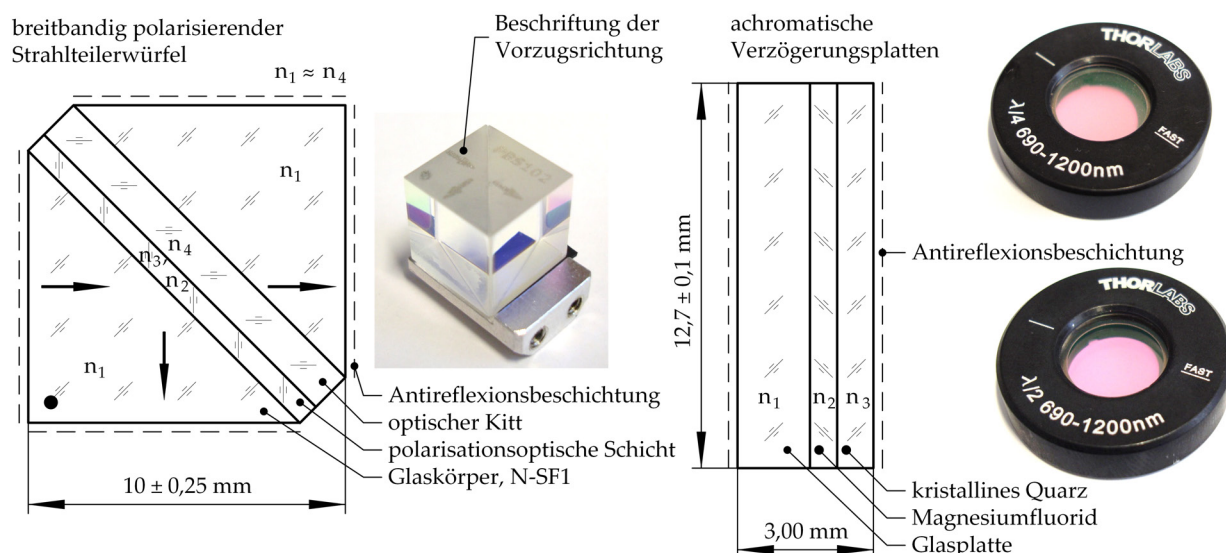 breitbandig polarisierender
Strahlteilerwürfel
n₁ ≈ n₄
n₁
n₄
n₃,
n₂
n₁
10 ± 0,25 mm
Beschriftung der
Vorzugsrichtung
PBS102
Antireflexionsbeschichtung
optischer Kitt
polarisationsoptische Schicht
Glaskörper, N-SF1
achromatische
Verzögerungsplatten
12,7 ± 0,1 mm
n₁ n₂ n₃
3,00 mm
Antireflexionsbeschichtung
kristallines Quarz
Magnesiumfluorid
Glasplatte
THORLABS
FAST
λ/4 690-1200nm
THORLABS
FAST
λ/2 690-1200nm